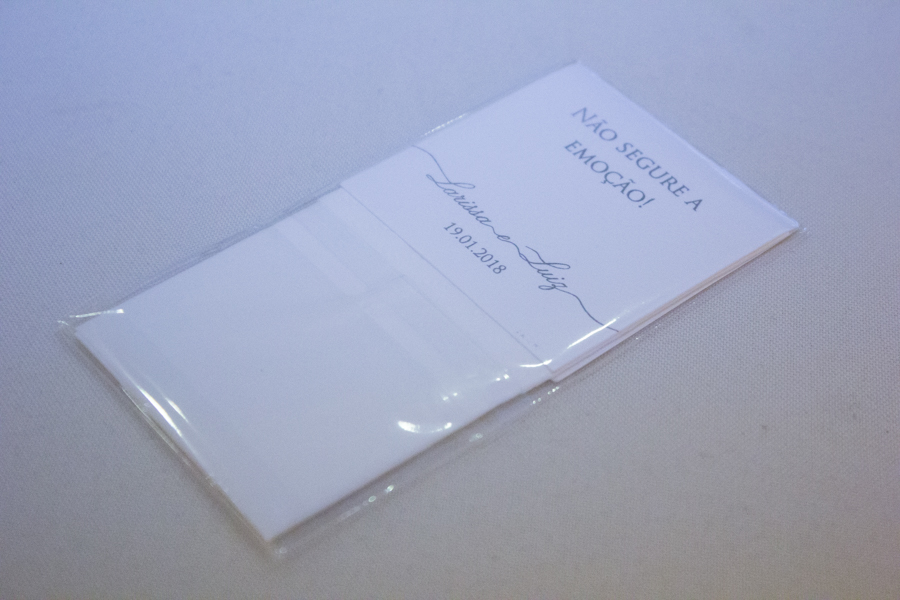 NÃO SEGURE A
EMOÇÃO!
Larissa e Luiz
19.01.2018